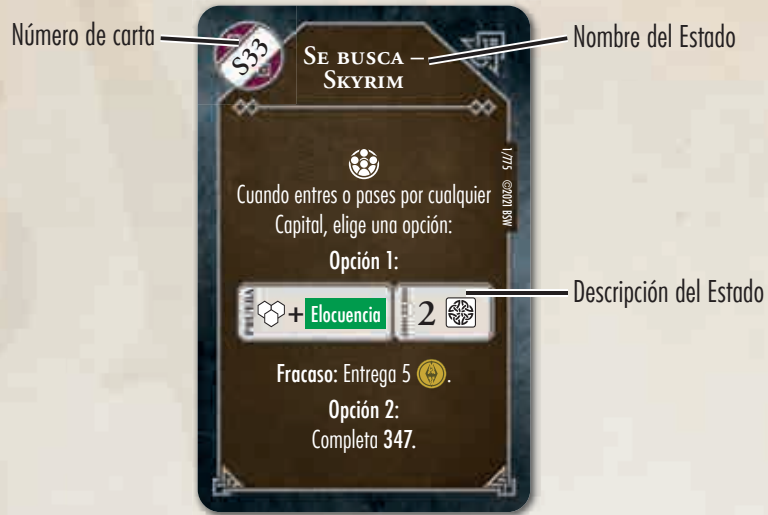 Número de carta
S33
SE BUSCA –
SKYRIM
Nombre del Estado
1/775 ©2021 BSW
Cuando entres o pases por cualquier
Capital, elige una opción:
Opción 1:
PRUEBA
+ Elocuencia
2
Descripción del Estado
Fracaso: Entrega 5 .
Opción 2:
Completa 347.